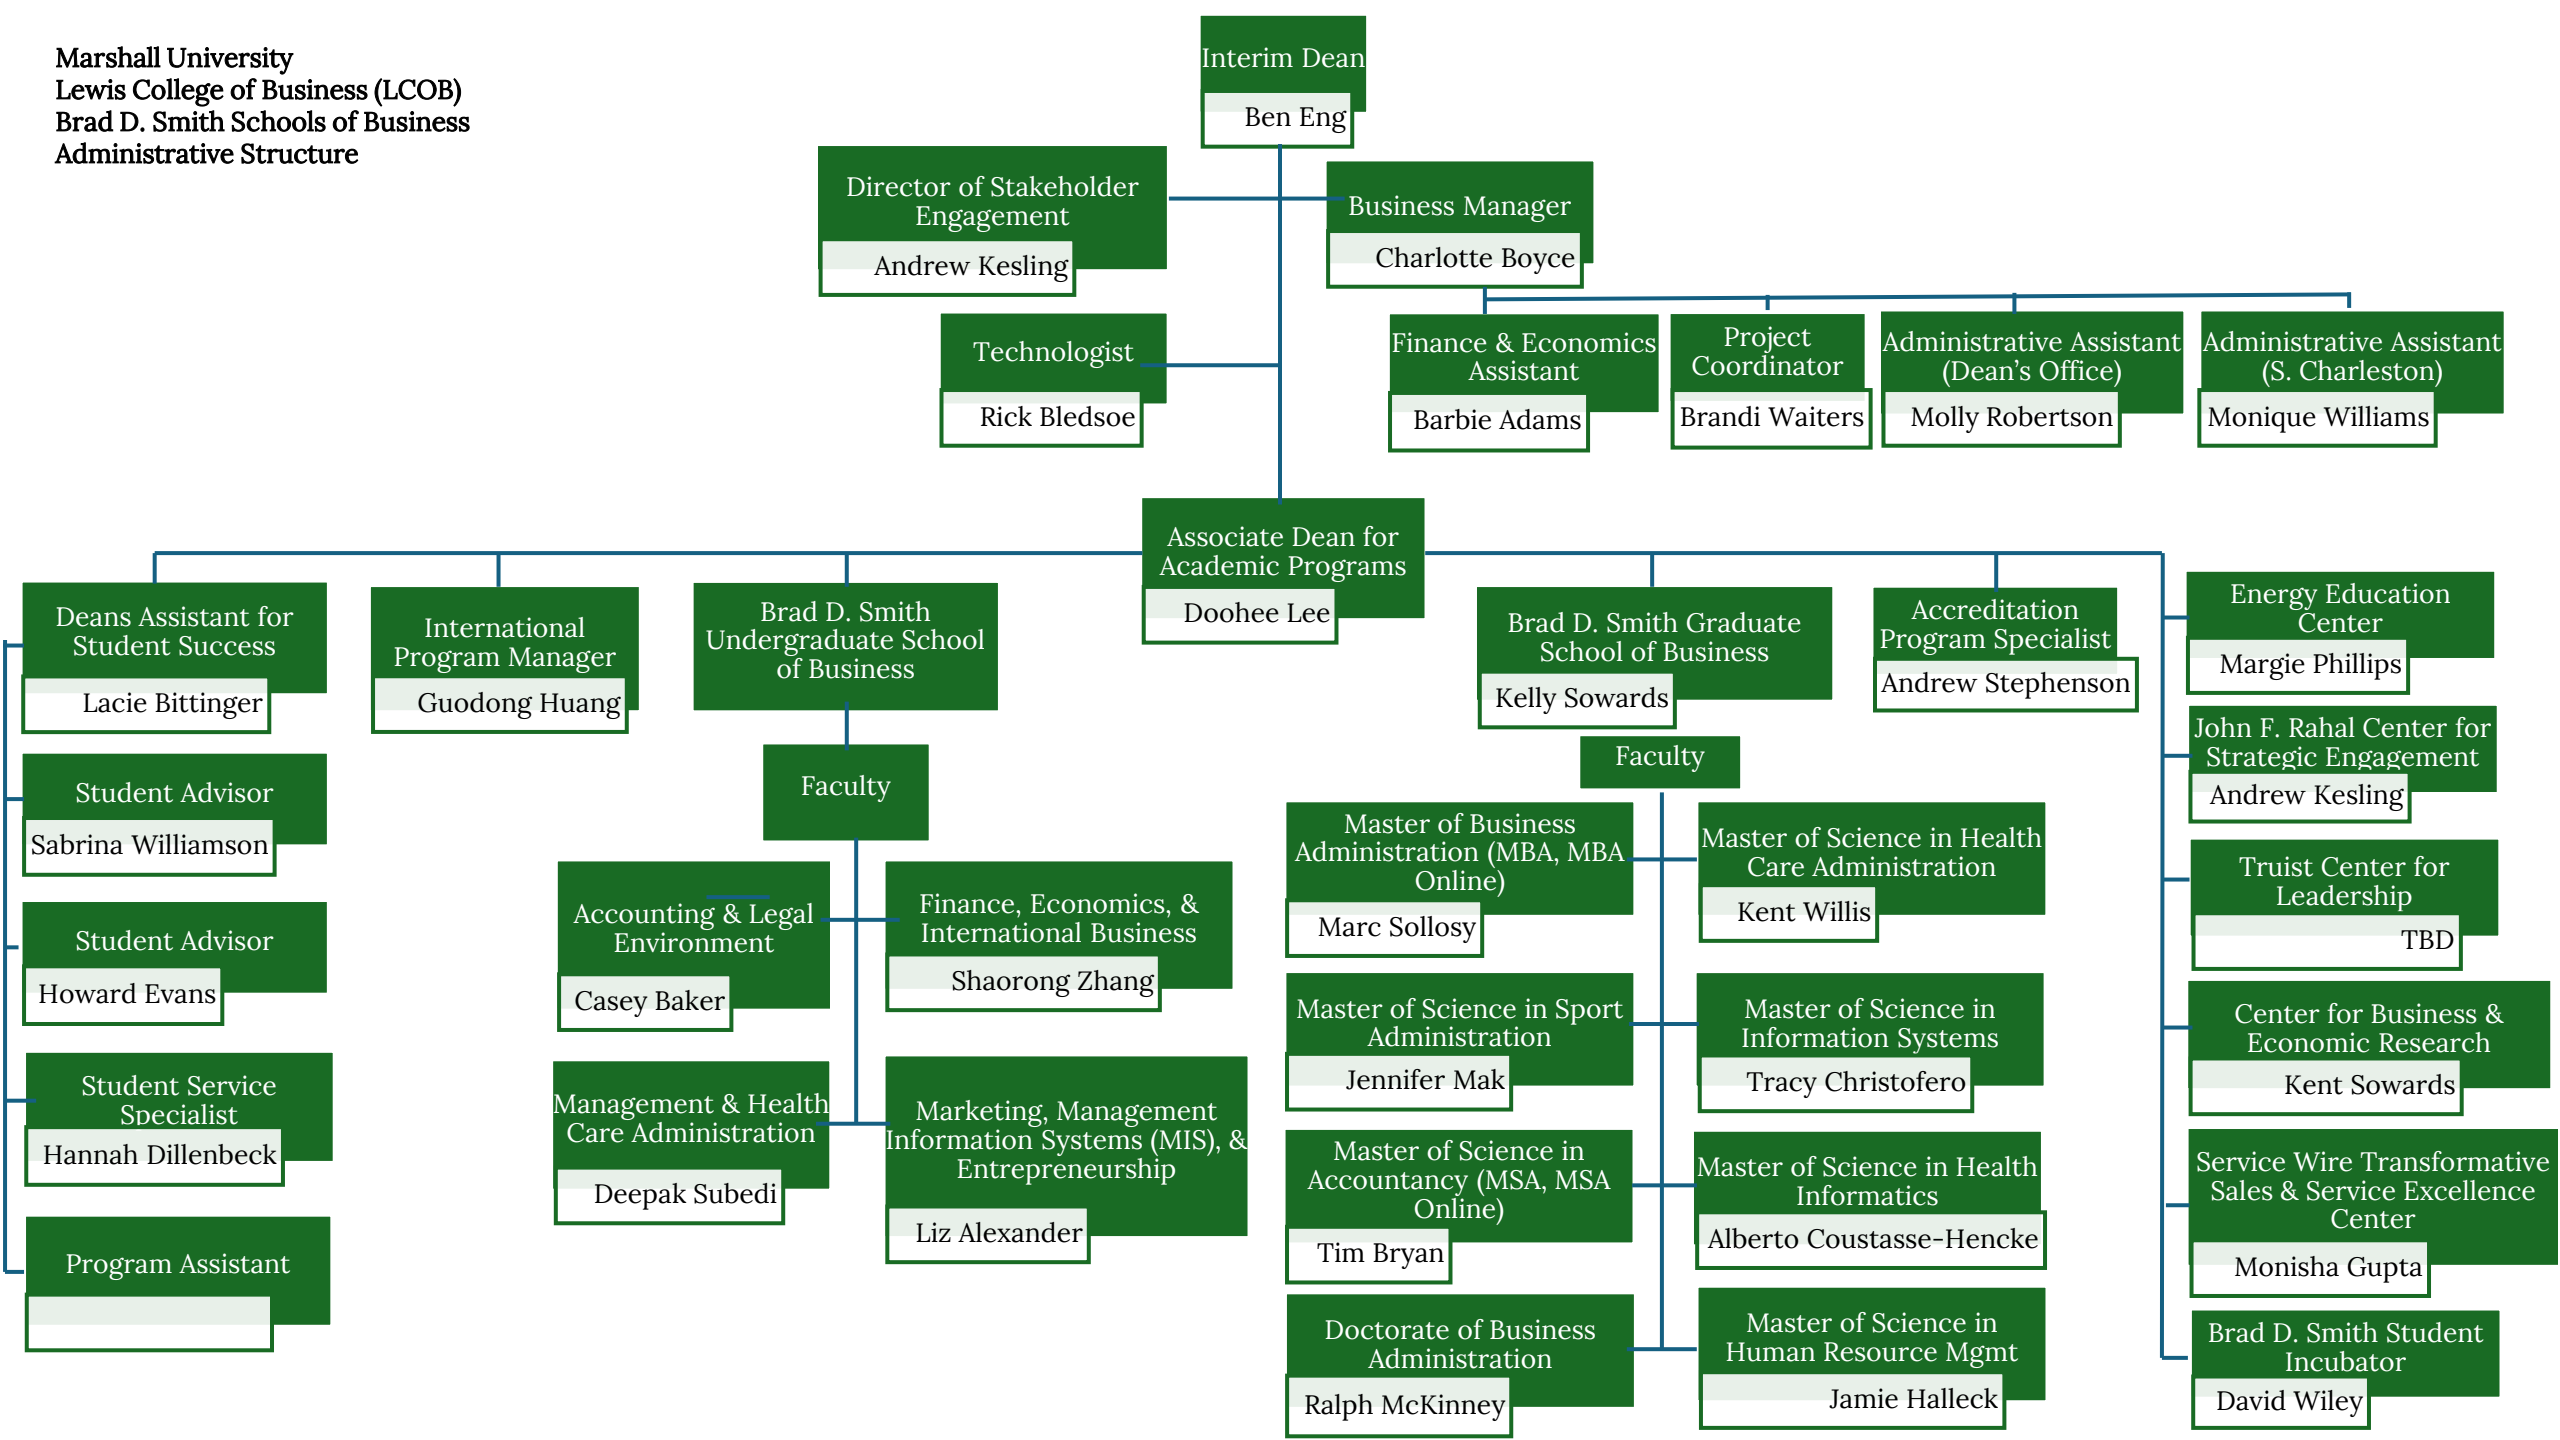 Marshall University
Lewis College of Business (LCOB)
Brad D. Smith Schools of Business
Administrative Structure
Interim Dean
Ben Eng
Director of Stakeholder
Engagement
Andrew Kesling
Business Manager
Charlotte Boyce
Technologist
Rick Bledsoe
Finance & Economics
Assistant
Barbie Adams
Project
Coordinator
Brandi Waiters
Administrative Assistant
(Dean’s Office)
Molly Robertson
Administrative Assistant
(S. Charleston)
Monique Williams
Associate Dean for
Academic Programs
Doohee Lee
Deans Assistant for
Student Success
Lacie Bittinger
Student Advisor
Sabrina Williamson
Student Advisor
Howard Evans
Student Service
Specialist
Hannah Dillenbeck
Program Assistant
International
Program Manager
Guodong Huang
Brad D. Smith
Undergraduate School
of Business
Faculty
Accounting & Legal
Environment
Casey Baker
Finance, Economics, &
International Business
Shaorong Zhang
Management & Health
Care Administration
Deepak Subedi
Marketing, Management
Information Systems (MIS), &
Entrepreneurship
Liz Alexander
Brad D. Smith Graduate
School of Business
Kelly Sowards
Faculty
Master of Business
Administration (MBA, MBA
Online)
Marc Sollosy
Master of Science in Health
Care Administration
Kent Willis
Master of Science in Sport
Administration
Jennifer Mak
Master of Science in
Information Systems
Tracy Christofero
Master of Science in
Accountancy (MSA, MSA
Online)
Tim Bryan
Master of Science in Health
Informatics
Alberto Coustasse-Hencke
Doctorate of Business
Administration
Ralph McKinney
Master of Science in
Human Resource Mgmt
Jamie Halleck
Accreditation
Program Specialist
Andrew Stephenson
Energy Education
Center
Margie Phillips
John F. Rahal Center for
Strategic Engagement
Andrew Kesling
Truist Center for
Leadership
TBD
Center for Business &
Economic Research
Kent Sowards
Service Wire Transformative
Sales & Service Excellence
Center
Monisha Gupta
Brad D. Smith Student
Incubator
David Wiley